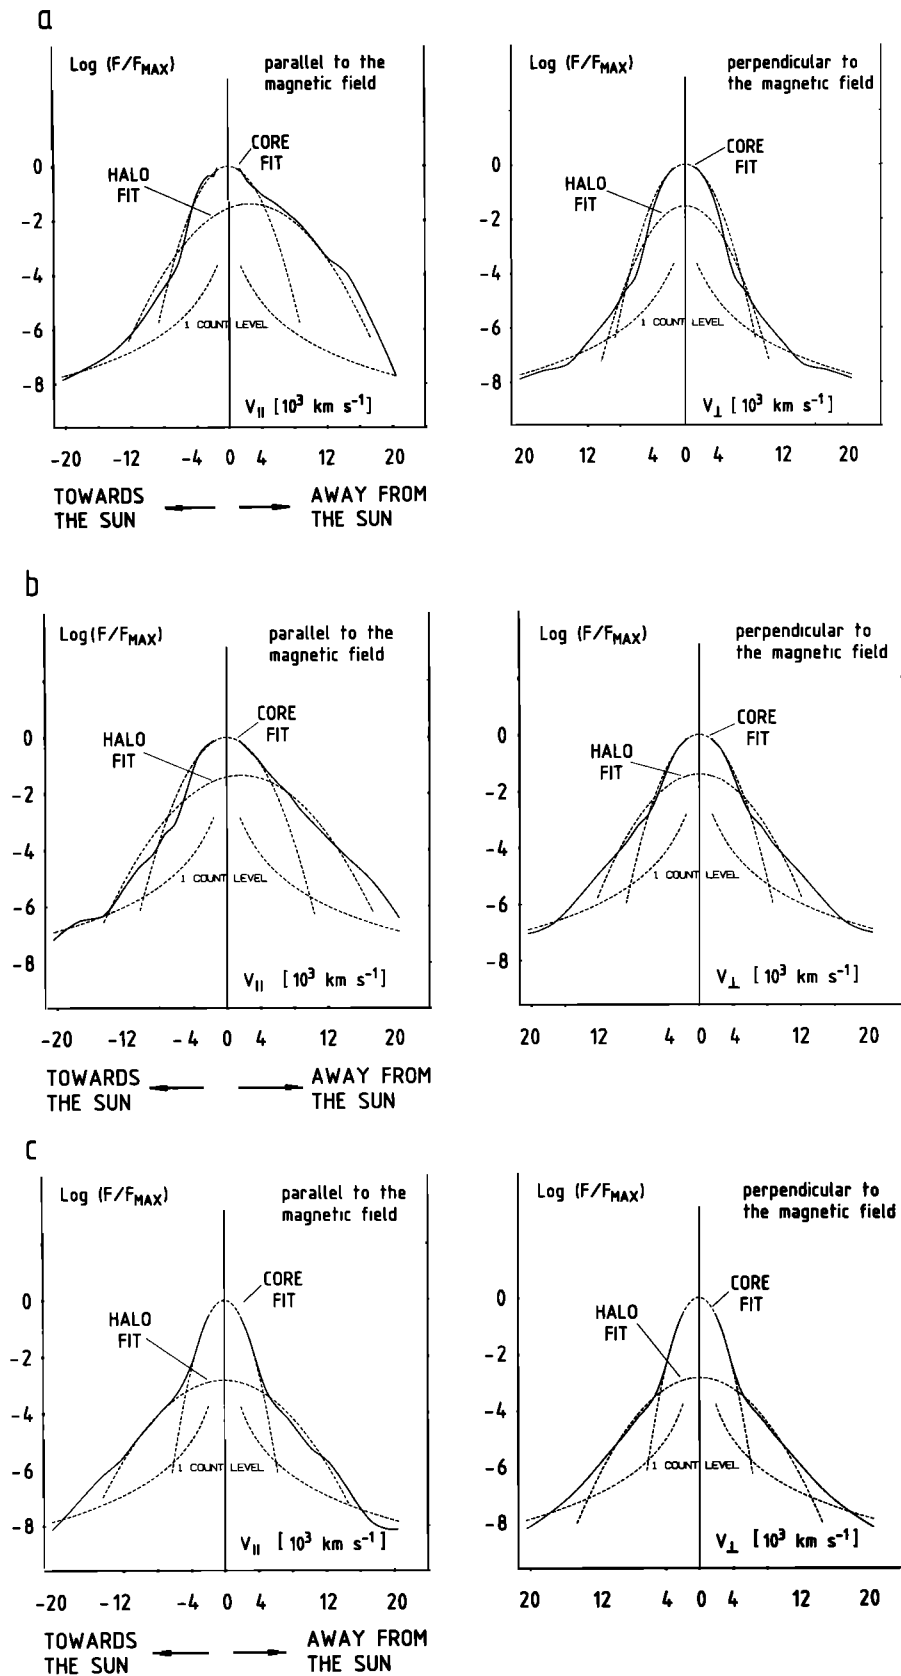 a
Log (F/FMAX)
parallel to the
magnetic field
CORE
FIT
HALO
FIT
0
-2
-4
-6
-8
1 COUNT LEVEL
V|| [10³ km s⁻¹]
-20 -12 -4 0 4 12 20
TOWARDS
THE SUN
AWAY FROM
THE SUN
Log (F/FMAX)
perpendicular to
the magnetic field
CORE
FIT
HALO
FIT
0
-2
-4
-6
-8
1 COUNT LEVEL
V⊥ [10³ km s⁻¹]
20 12 4 0 4 12 20
b
Log (F/FMAX)
parallel to the
magnetic field
CORE
FIT
HALO
FIT
0
-2
-4
-6
-8
1 COUNT LEVEL
V|| [10³ km s⁻¹]
-20 -12 -4 0 4 12 20
TOWARDS
THE SUN
AWAY FROM
THE SUN
Log (F/FMAX)
perpendicular to
the magnetic field
CORE
FIT
HALO
FIT
0
-2
-4
-6
-8
1 COUNT LEVEL
V⊥ [10³ km s⁻¹]
20 12 4 0 4 12 20
c
Log (F/FMAX)
parallel to the
magnetic field
CORE
FIT
HALO
FIT
0
-2
-4
-6
-8
1 COUNT LEVEL
V|| [10³ km s⁻¹]
-20 -12 -4 0 4 12 20
TOWARDS
THE SUN
AWAY FROM
THE SUN
Log (F/FMAX)
perpendicular to
the magnetic field
CORE
FIT
HALO
FIT
0
-2
-4
-6
-8
1 COUNT LEVEL
V⊥ [10³ km s⁻¹]
20 12 4 0 4 12 20